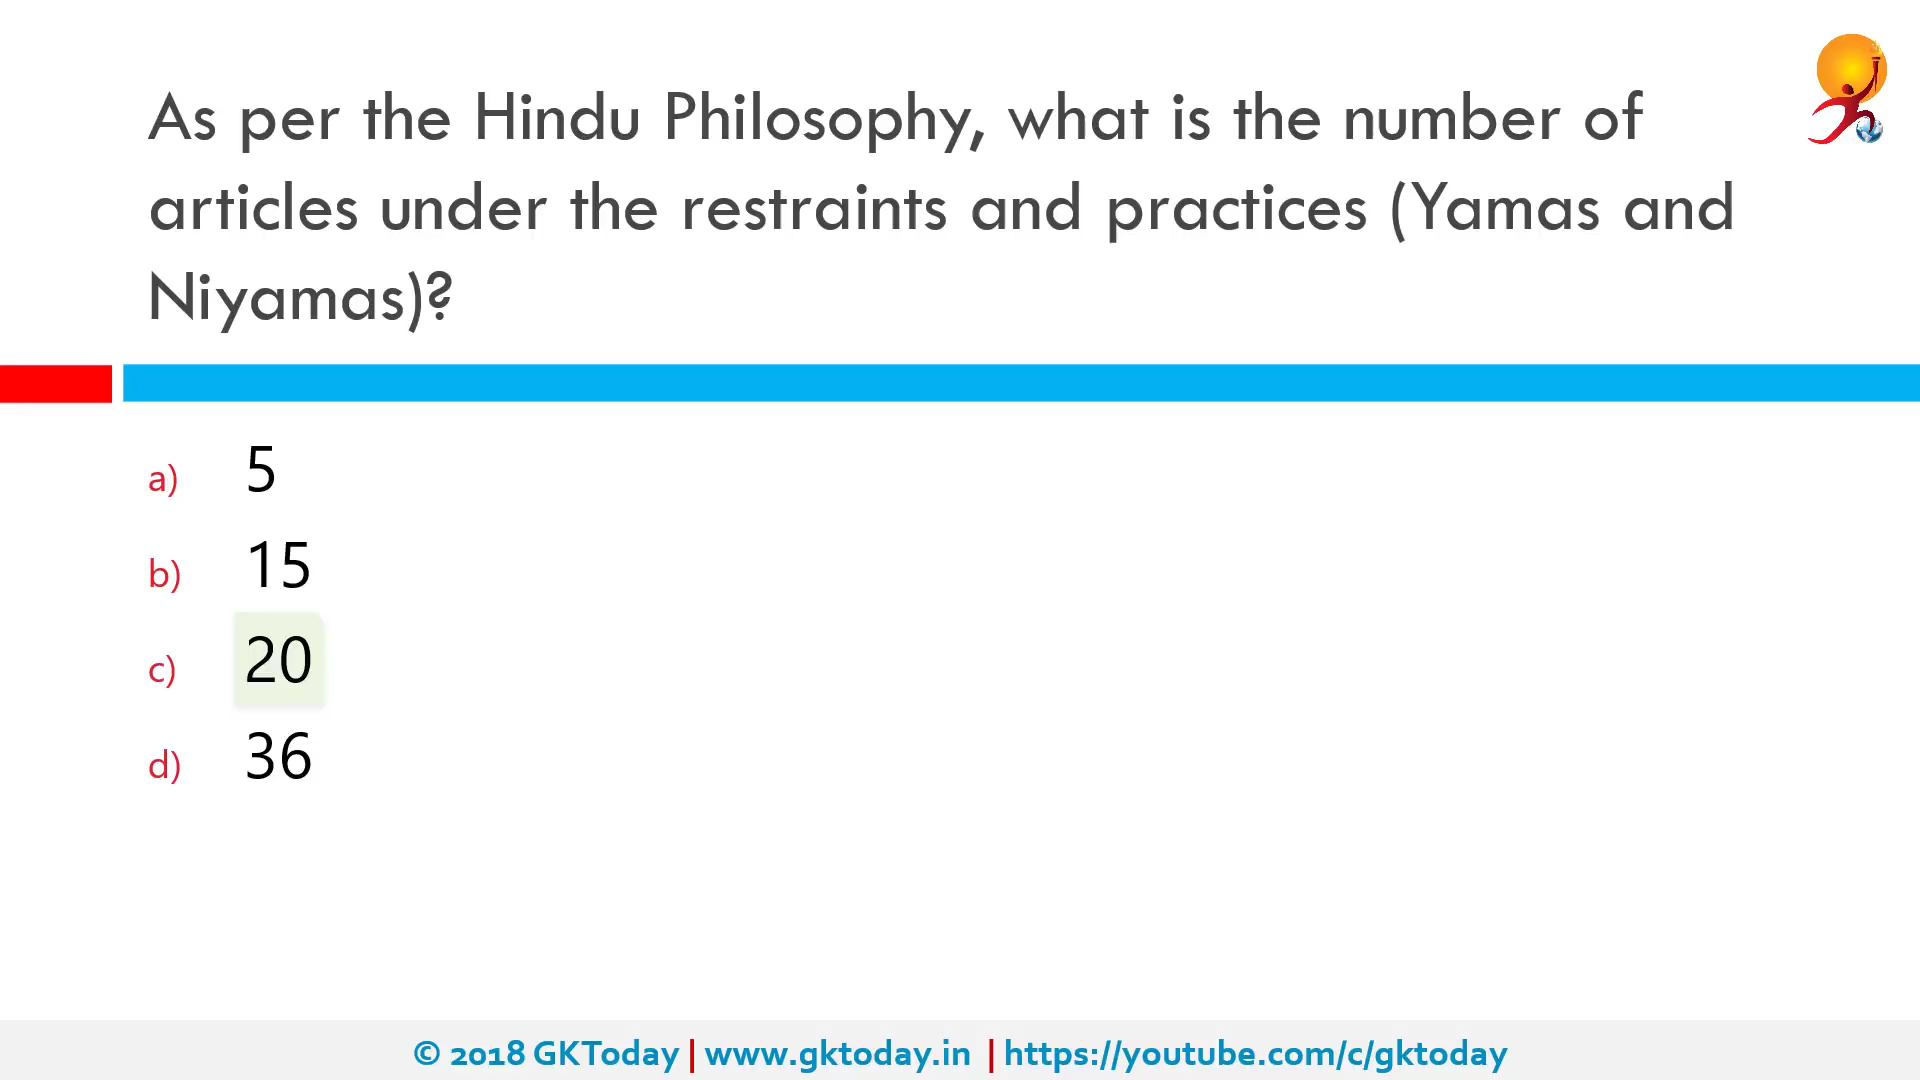 As per the Hindu Philosophy, what is the number of
articles under the restraints and practices (Yamas and
Niyamas)?
a) 5
b) 15
c) 20
d) 36
© 2018 GKToday | www.gktoday.in | https://youtube.com/c/gktoday